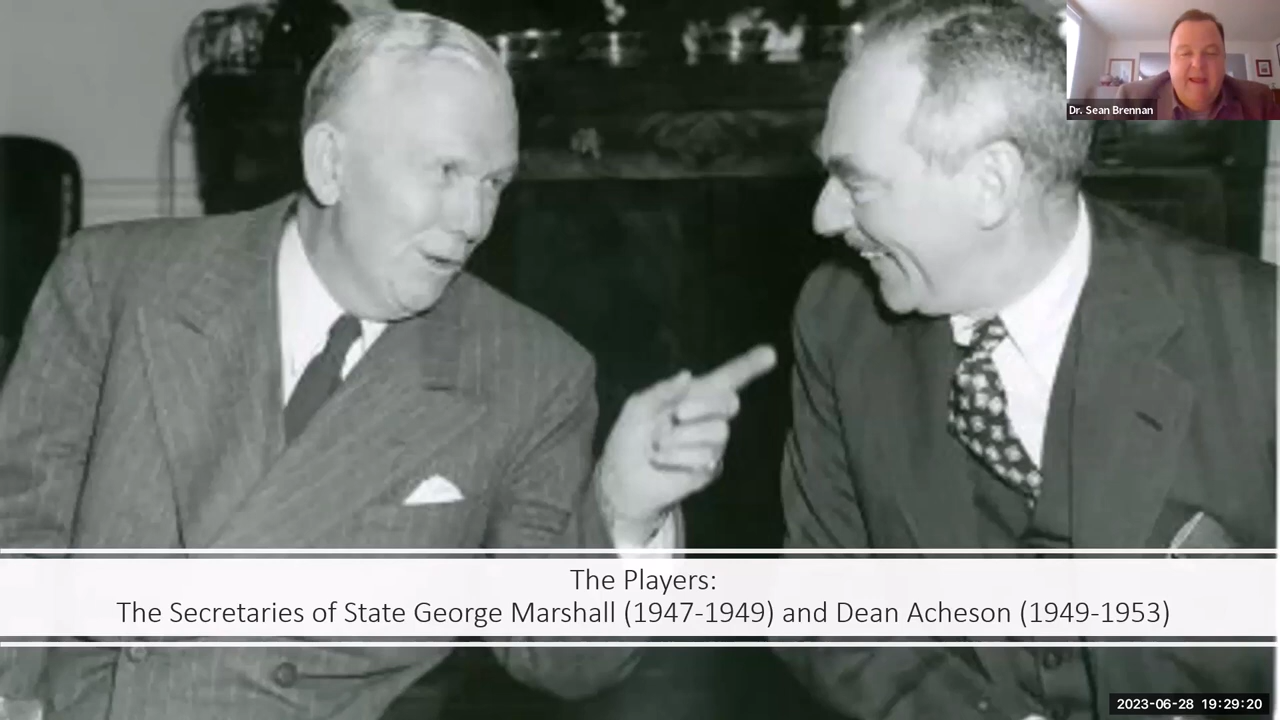 Dr. Sean Brennan
The Players:
The Secretaries of State George Marshall (1947-1949) and Dean Acheson (1949-1953)
2023-06-28 19:29:20